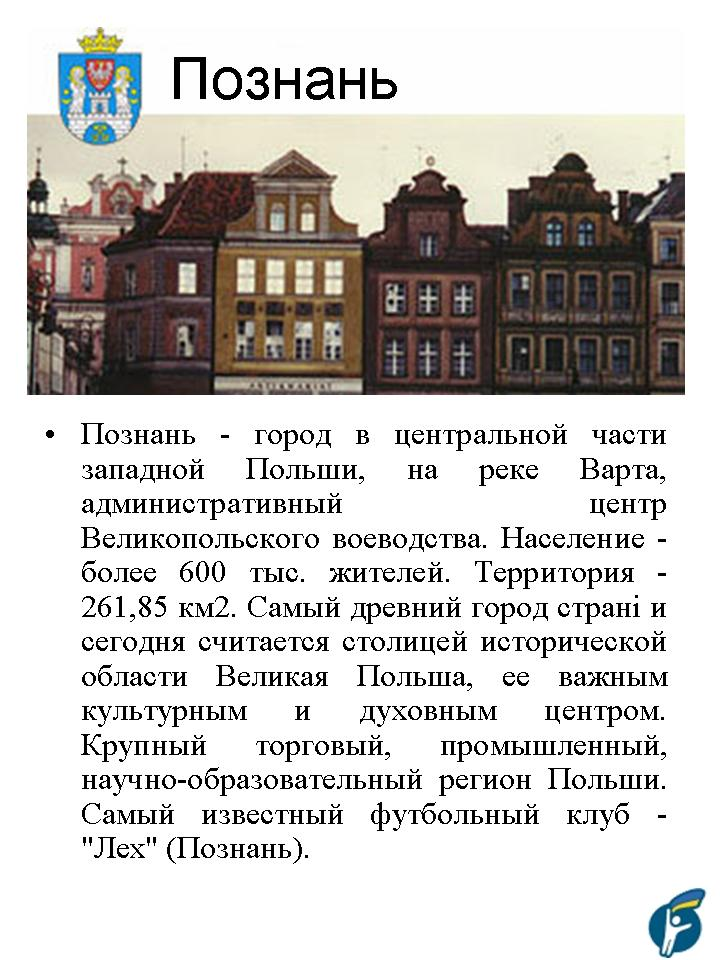 Познань
ANTYKWARIAT
• Познань - город в центральной части
западной Польши, на реке Варта,
административный центр
Великопольского воеводства. Население -
более 600 тыс. жителей. Территория -
261,85 км2. Самый древний город странi и
сегодня считается столицей исторической
области Великая Польша, ее важным
культурным и духовным центром.
Крупный торговый, промышленный,
научно-образовательный регион Польши.
Самый известный футбольный клуб -
"Лех" (Познань).